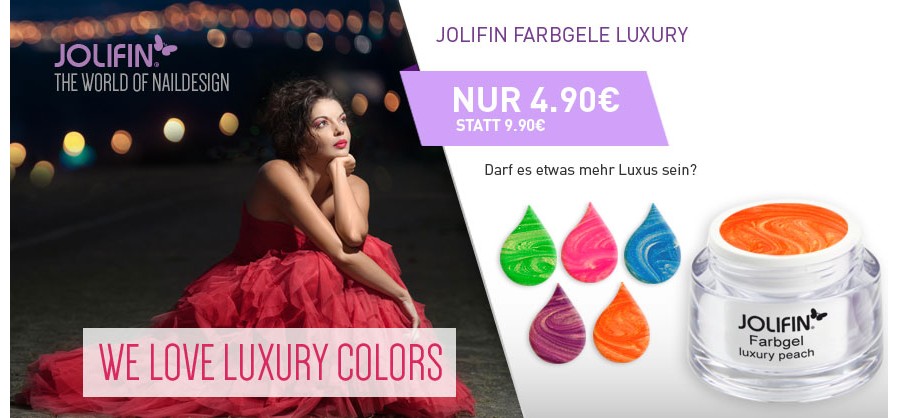 JOLIFIN®
THE WORLD OF NAILDESIGN
WE LOVE LUXURY COLORS
JOLIFIN FARBGELE LUXURY
NUR 4.90€
STATT 9.90€
Darf es etwas mehr Luxus sein?
JOLIFIN®
Farbgel
luxury peach